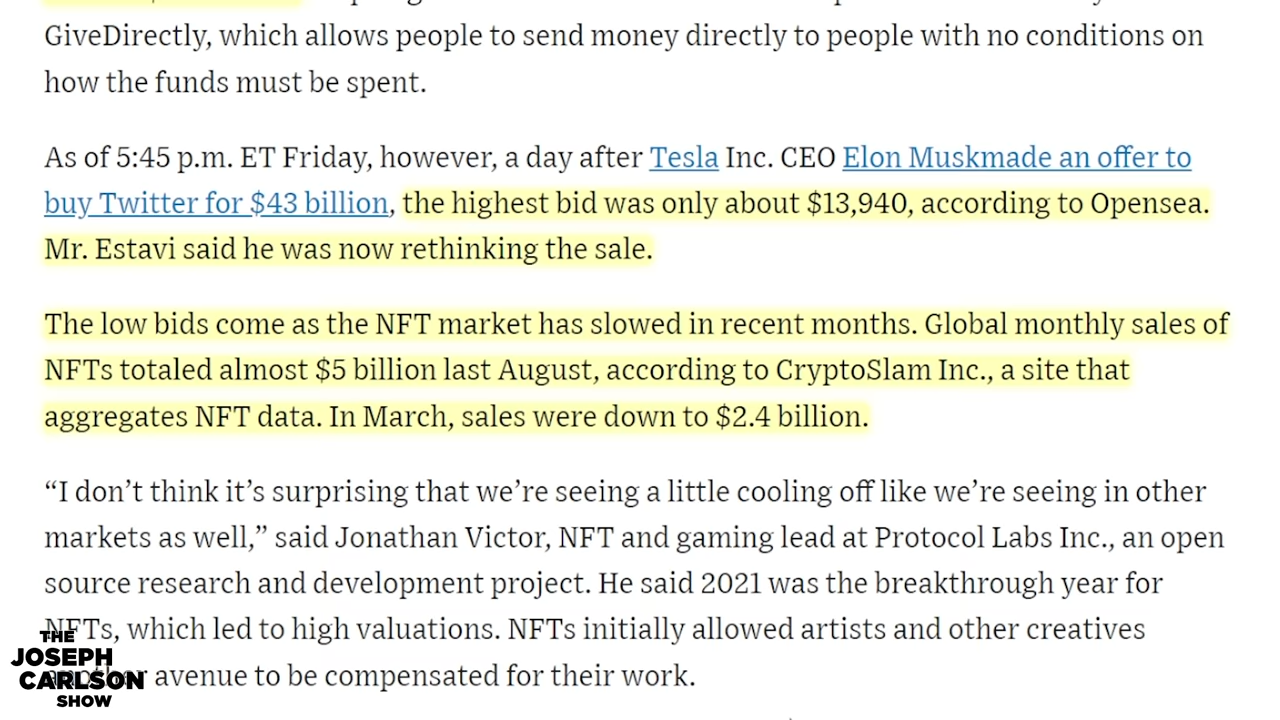 GiveDirectly, which allows people to send money directly to people with no conditions on
how the funds must be spent.
As of 5:45 p.m. ET Friday, however, a day after Tesla Inc. CEO Elon Muskmade an offer to
buy Twitter for $43 billion, the highest bid was only about $13,940, according to Opensea.
Mr. Estavi said he was now rethinking the sale.
The low bids come as the NFT market has slowed in recent months. Global monthly sales of
NFTs totaled almost $5 billion last August, according to CryptoSlam Inc., a site that
aggregates NFT data. In March, sales were down to $2.4 billion.
“I don’t think it’s surprising that we’re seeing a little cooling off like we’re seeing in other
markets as well,” said Jonathan Victor, NFT and gaming lead at Protocol Labs Inc., an open
source research and development project. He said 2021 was the breakthrough year for
NFTs, which led to high valuations. NFTs initially allowed artists and other creatives
another avenue to be compensated for their work.
THE
JOSEPH
CARLSON
SHOW